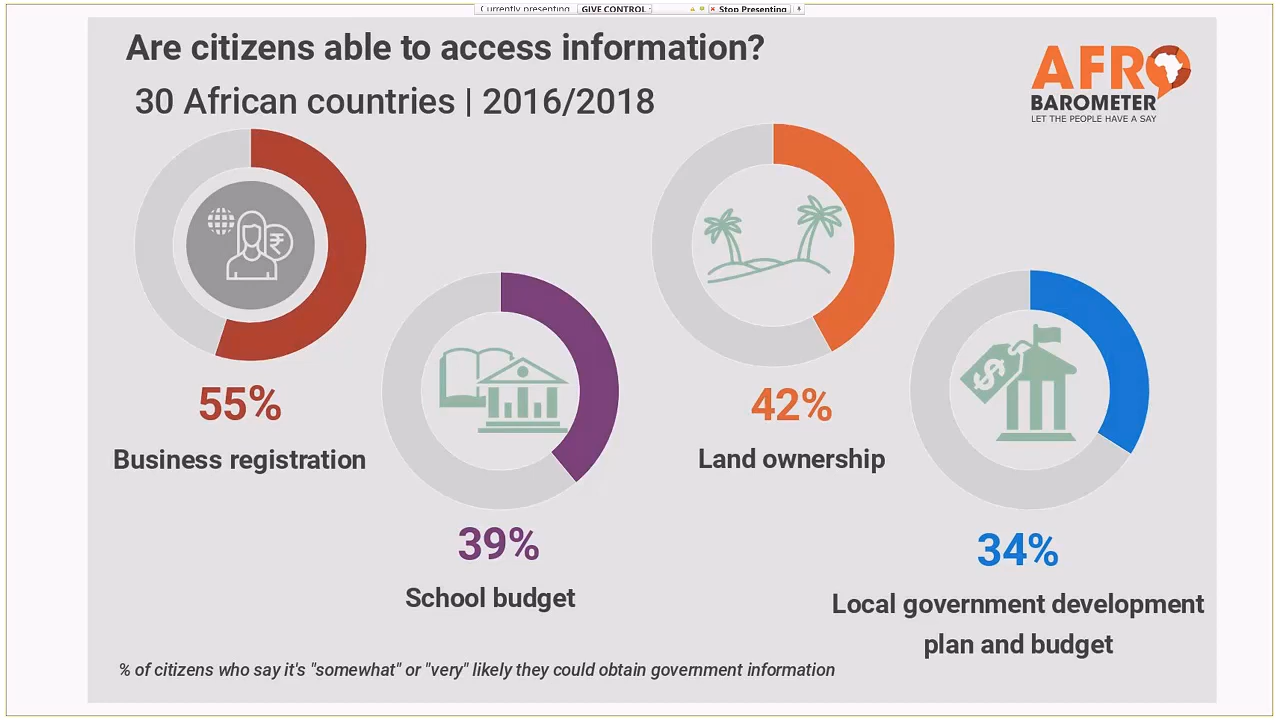 Currently presenting GIVE CONTROL Stop Presenting
Are citizens able to access information?
30 African countries | 2016/2018
AFRO
BAROMETER
LET THE PEOPLE HAVE A SAY
₹
55%
Business registration
42%
Land ownership
$
39%
School budget
34%
Local government development
plan and budget
% of citizens who say it's "somewhat" or "very" likely they could obtain government information